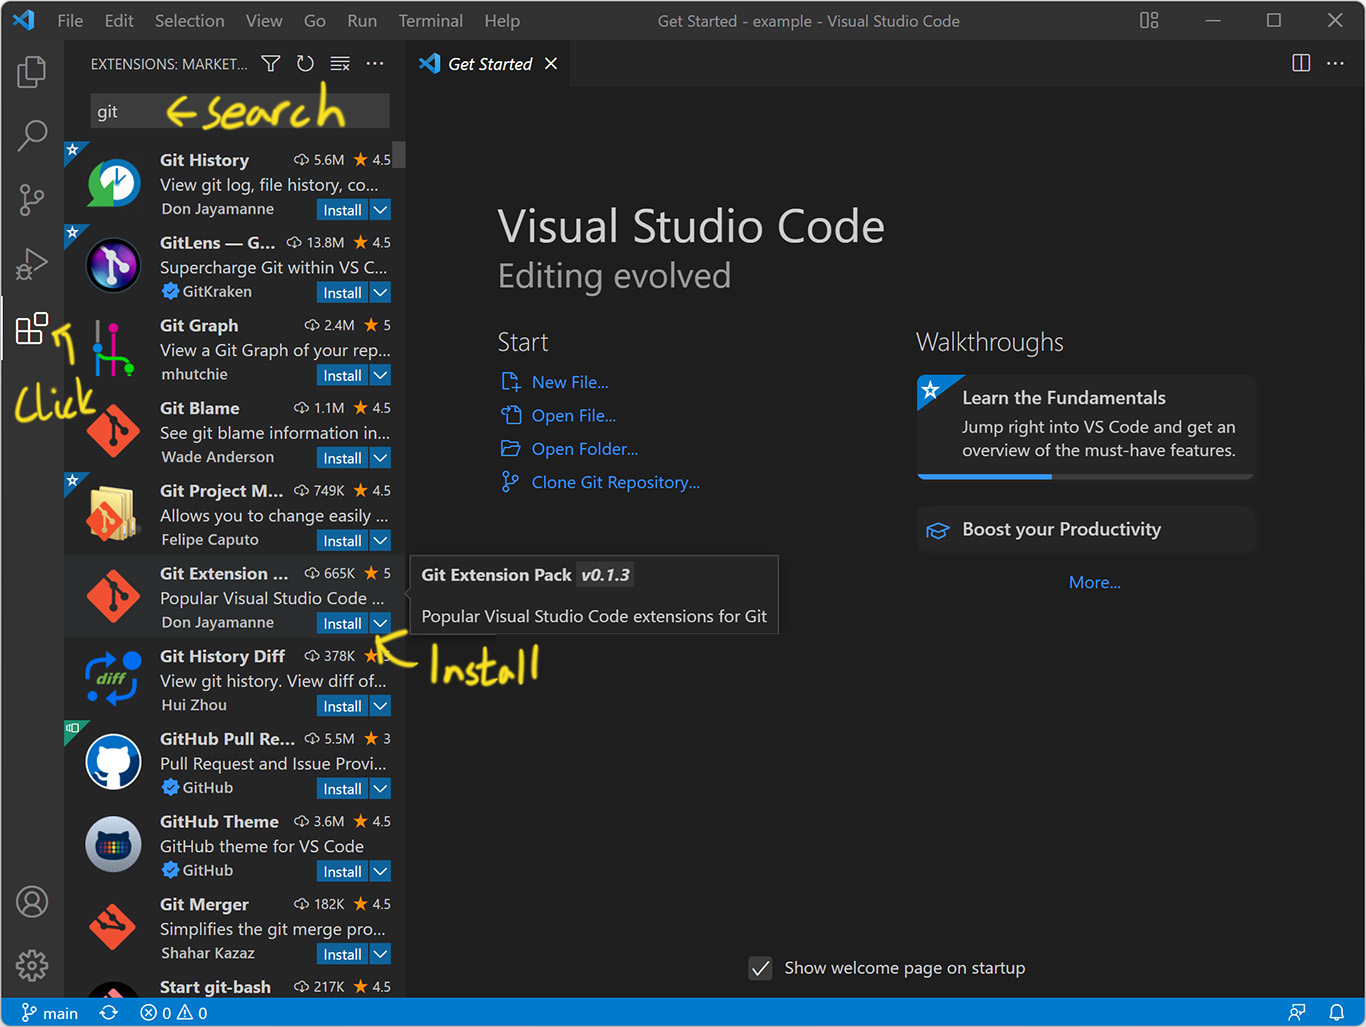 File Edit Selection View Go Run Terminal Help Get Started - example - Visual Studio Code
EXTENSIONS: MARKET...
Get Started
git
←search
Git History 5.6M ★ 4.5
View git log, file history, co...
Don Jayamanne Install
GitLens — G... 13.8M ★ 4.5
Supercharge Git within VS C...
GitKraken Install
Git Graph 2.4M ★ 5
View a Git Graph of your rep...
mhutchie Install
Click
Git Blame 1.1M ★ 4.5
See git blame information in...
Wade Anderson Install
Git Project M... 749K ★ 4.5
Allows you to change easily ...
Felipe Caputo Install
Git Extension ... 665K ★ 5
Popular Visual Studio Code ...
Don Jayamanne Install
Git History Diff 378K ★ 5
View git history. View diff of...
Hui Zhou Install
diff
GitHub Pull Re... 5.5M ★ 3
Pull Request and Issue Provi...
GitHub Install
GitHub Theme 3.6M ★ 4.5
GitHub theme for VS Code
GitHub Install
Git Merger 182K ★ 4.5
Simplifies the git merge pro...
Shahar Kazaz Install
Start git-bash 217K ★ 4.5
Visual Studio Code
Editing evolved
Start
New File...
Open File...
Open Folder...
Clone Git Repository...
Walkthroughs
Learn the Fundamentals
Jump right into VS Code and get an
overview of the must-have features.
Boost your Productivity
More...
Git Extension Pack v0.1.3
Popular Visual Studio Code extensions for Git
Install
Show welcome page on startup
main 0 0